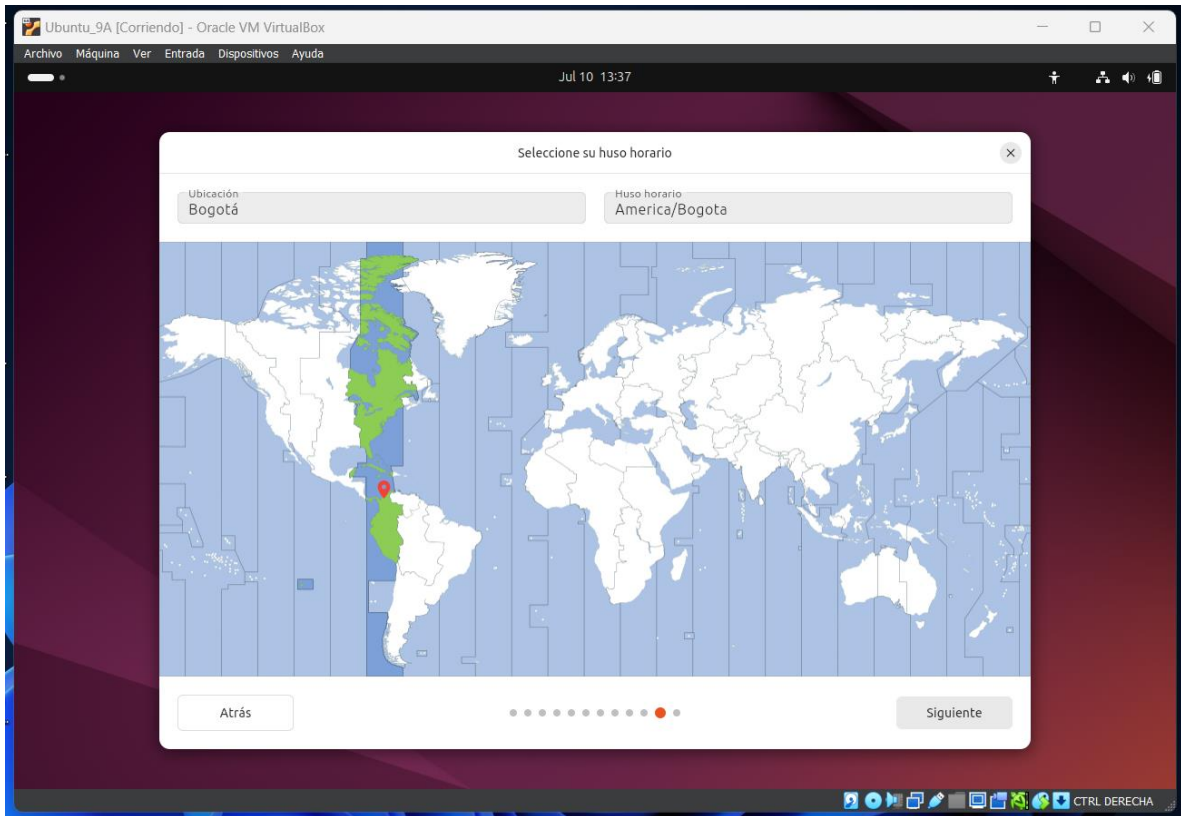 Ubuntu_9A [Corriendo] - Oracle VM VirtualBox
Archivo Máquina Ver Entrada Dispositivos Ayuda
Jul 10 13:37
Seleccione su huso horario
Ubicación
Bogotá
Huso horario
America/Bogota
Atrás
Siguiente
CTRL DERECHA